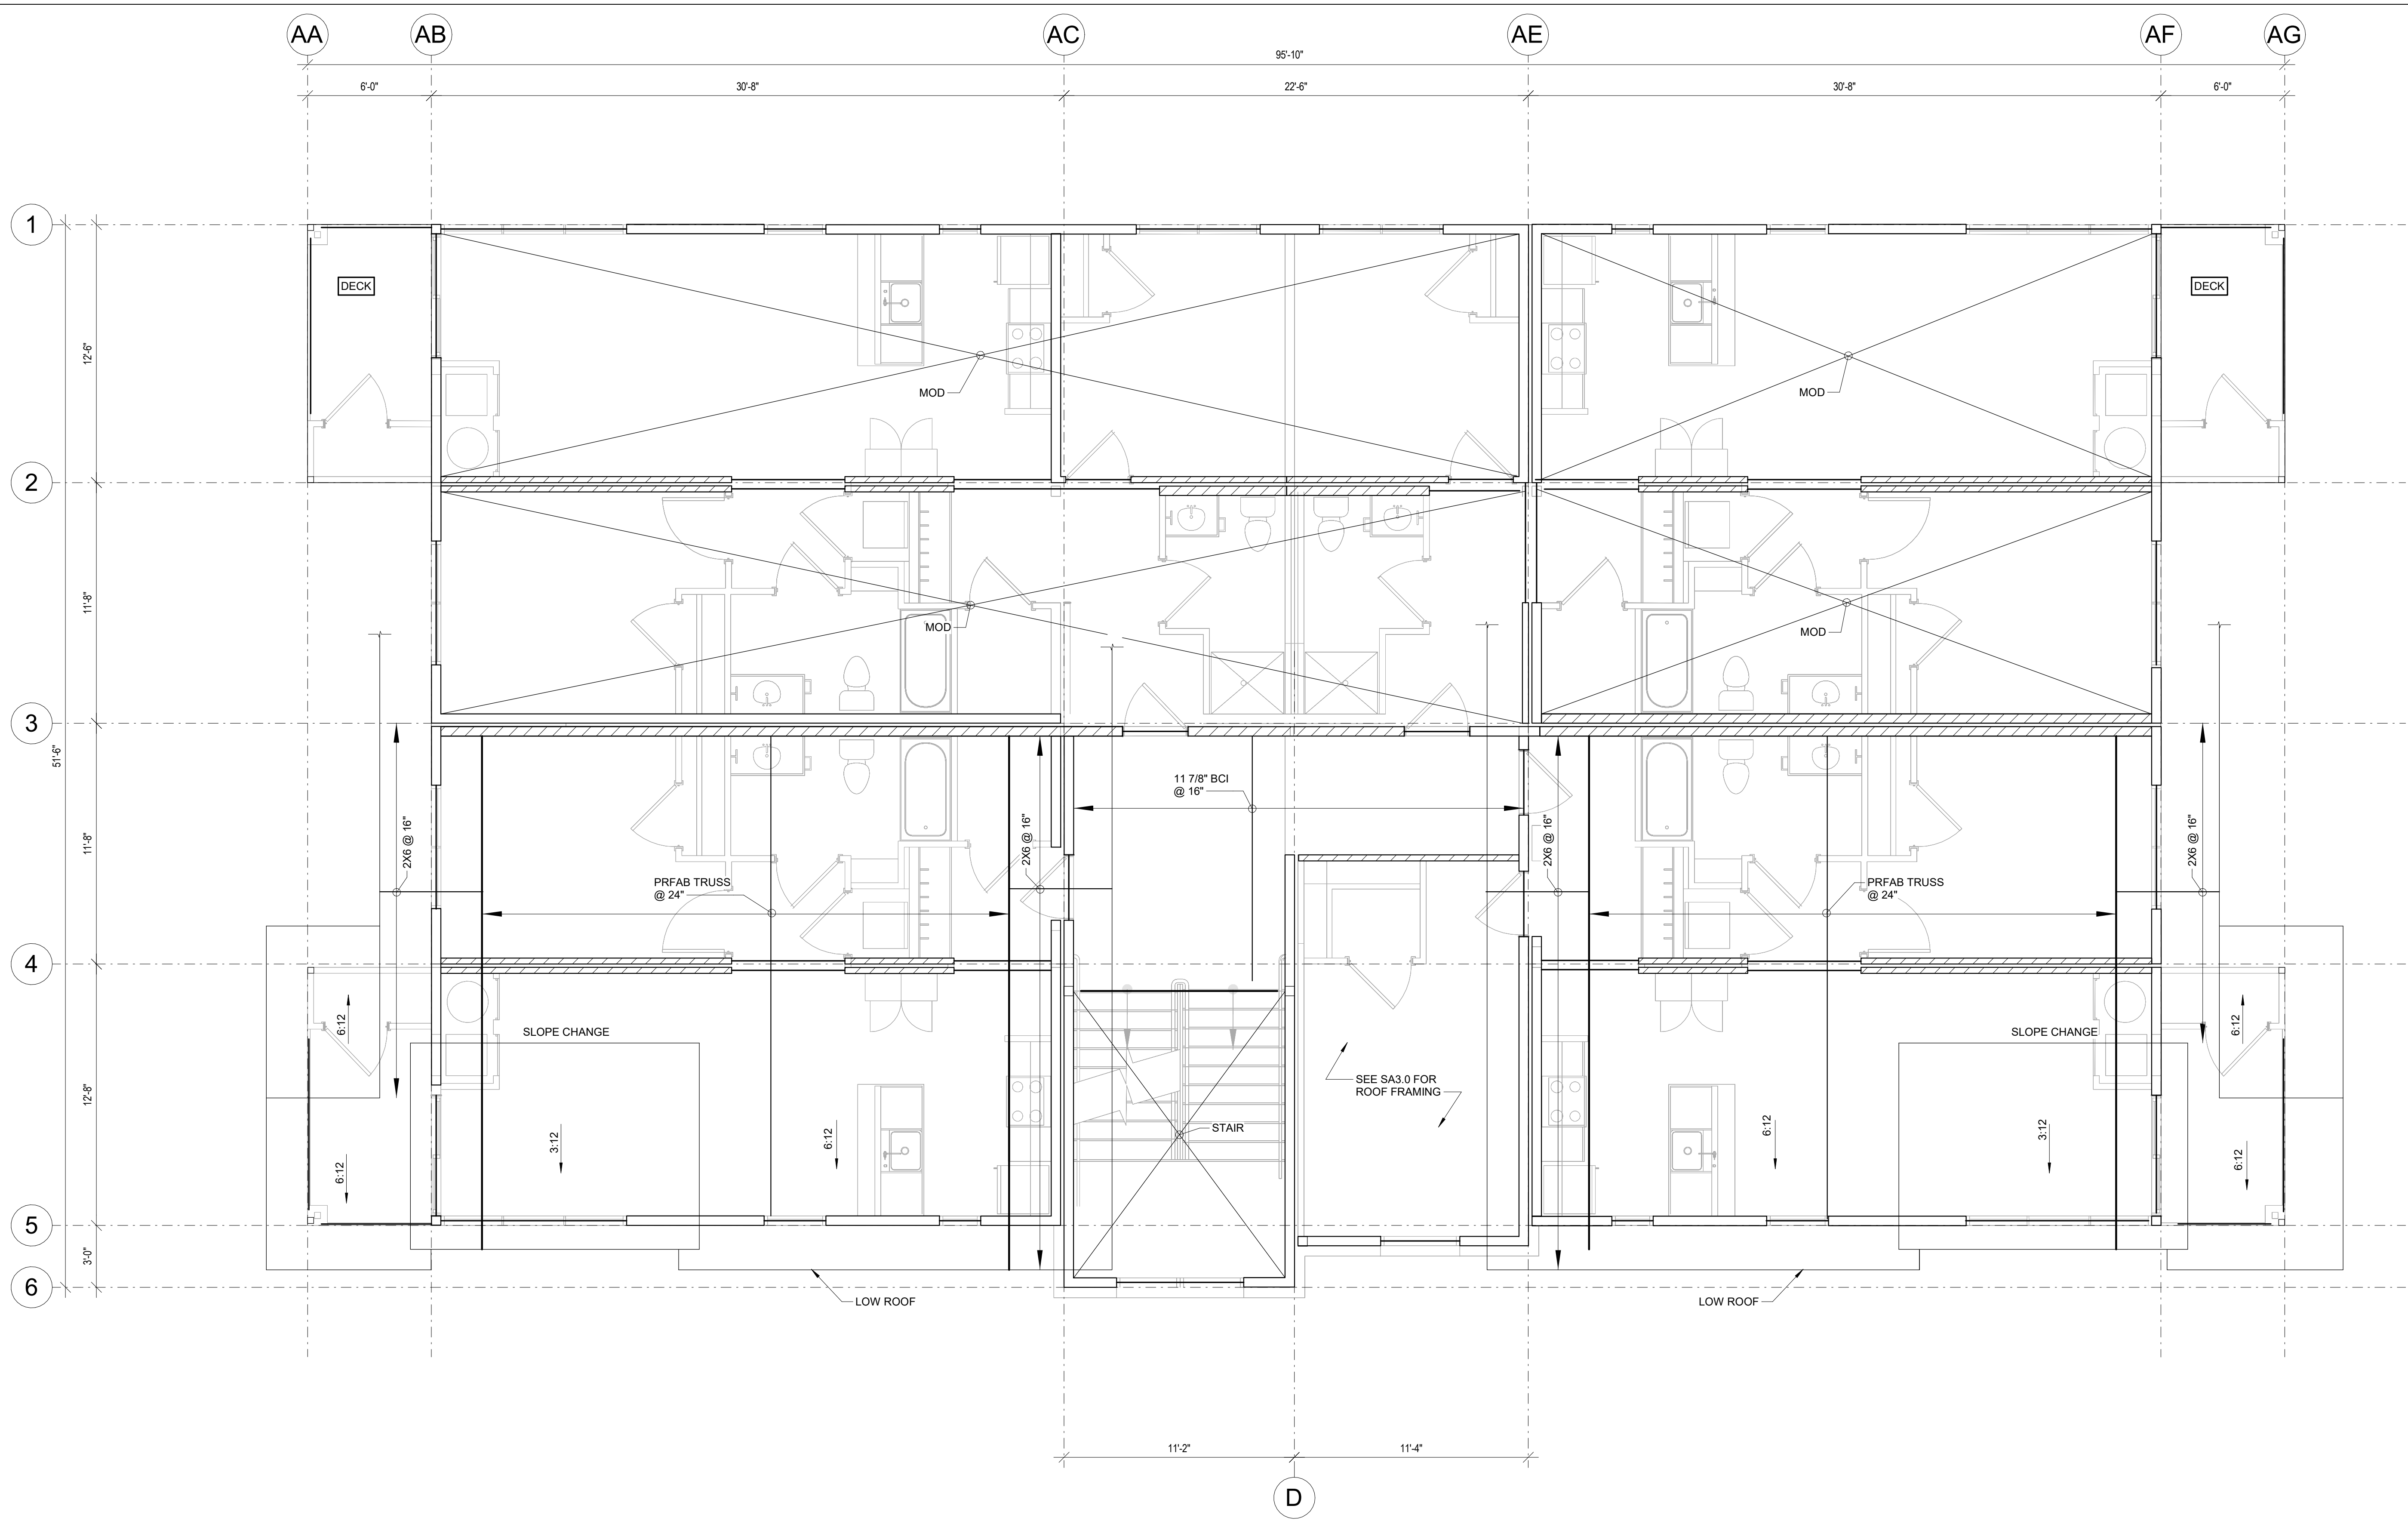 AA
AB
AC
AE
AF
AG
95'-10"
6'-0"
30'-8"
22'-6"
30'-8"
6'-0"
1
DECK
DECK
12'-6"
MOD
MOD
2
11'-8"
MOD
MOD
3
51'-6"
11 7/8" BCI
@ 16"
2X6 @ 16"
2X6 @ 16"
2X6 @ 16"
2X6 @ 16"
11'-8"
PRFAB TRUSS
@ 24"
PRFAB TRUSS
@ 24"
4
6:12
SLOPE CHANGE
SLOPE CHANGE
6:12
12'-8"
SEE SA3.0 FOR
ROOF FRAMING
STAIR
3:12
6:12
6:12
3:12
6:12
6:12
5
3'-0"
6
LOW ROOF
LOW ROOF
11'-2"
11'-4"
D